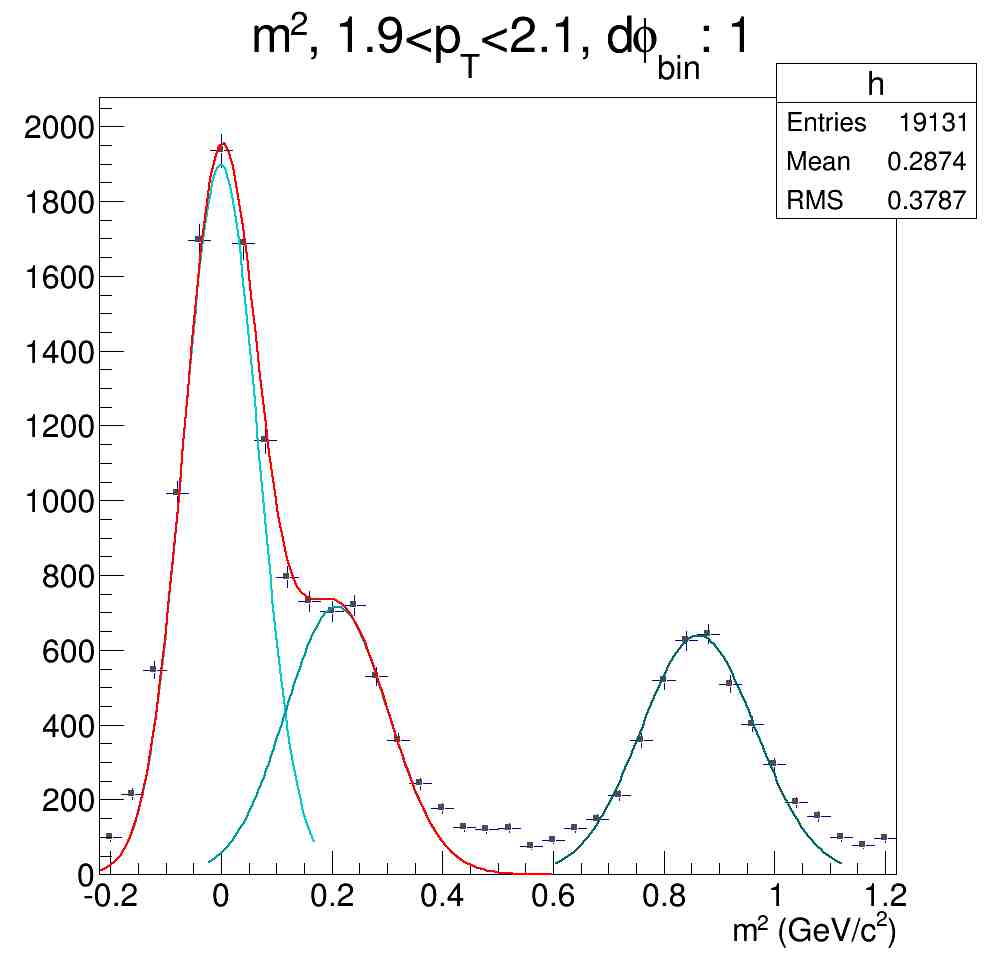 m², 1.9<p_T<2.1, dϕ_bin: 1
h
Entries 19131
Mean 0.2874
RMS 0.3787
2000
1800
1600
1400
1200
1000
800
600
400
200
0
-0.2 0 0.2 0.4 0.6 0.8 1 1.2
m² (GeV/c²)